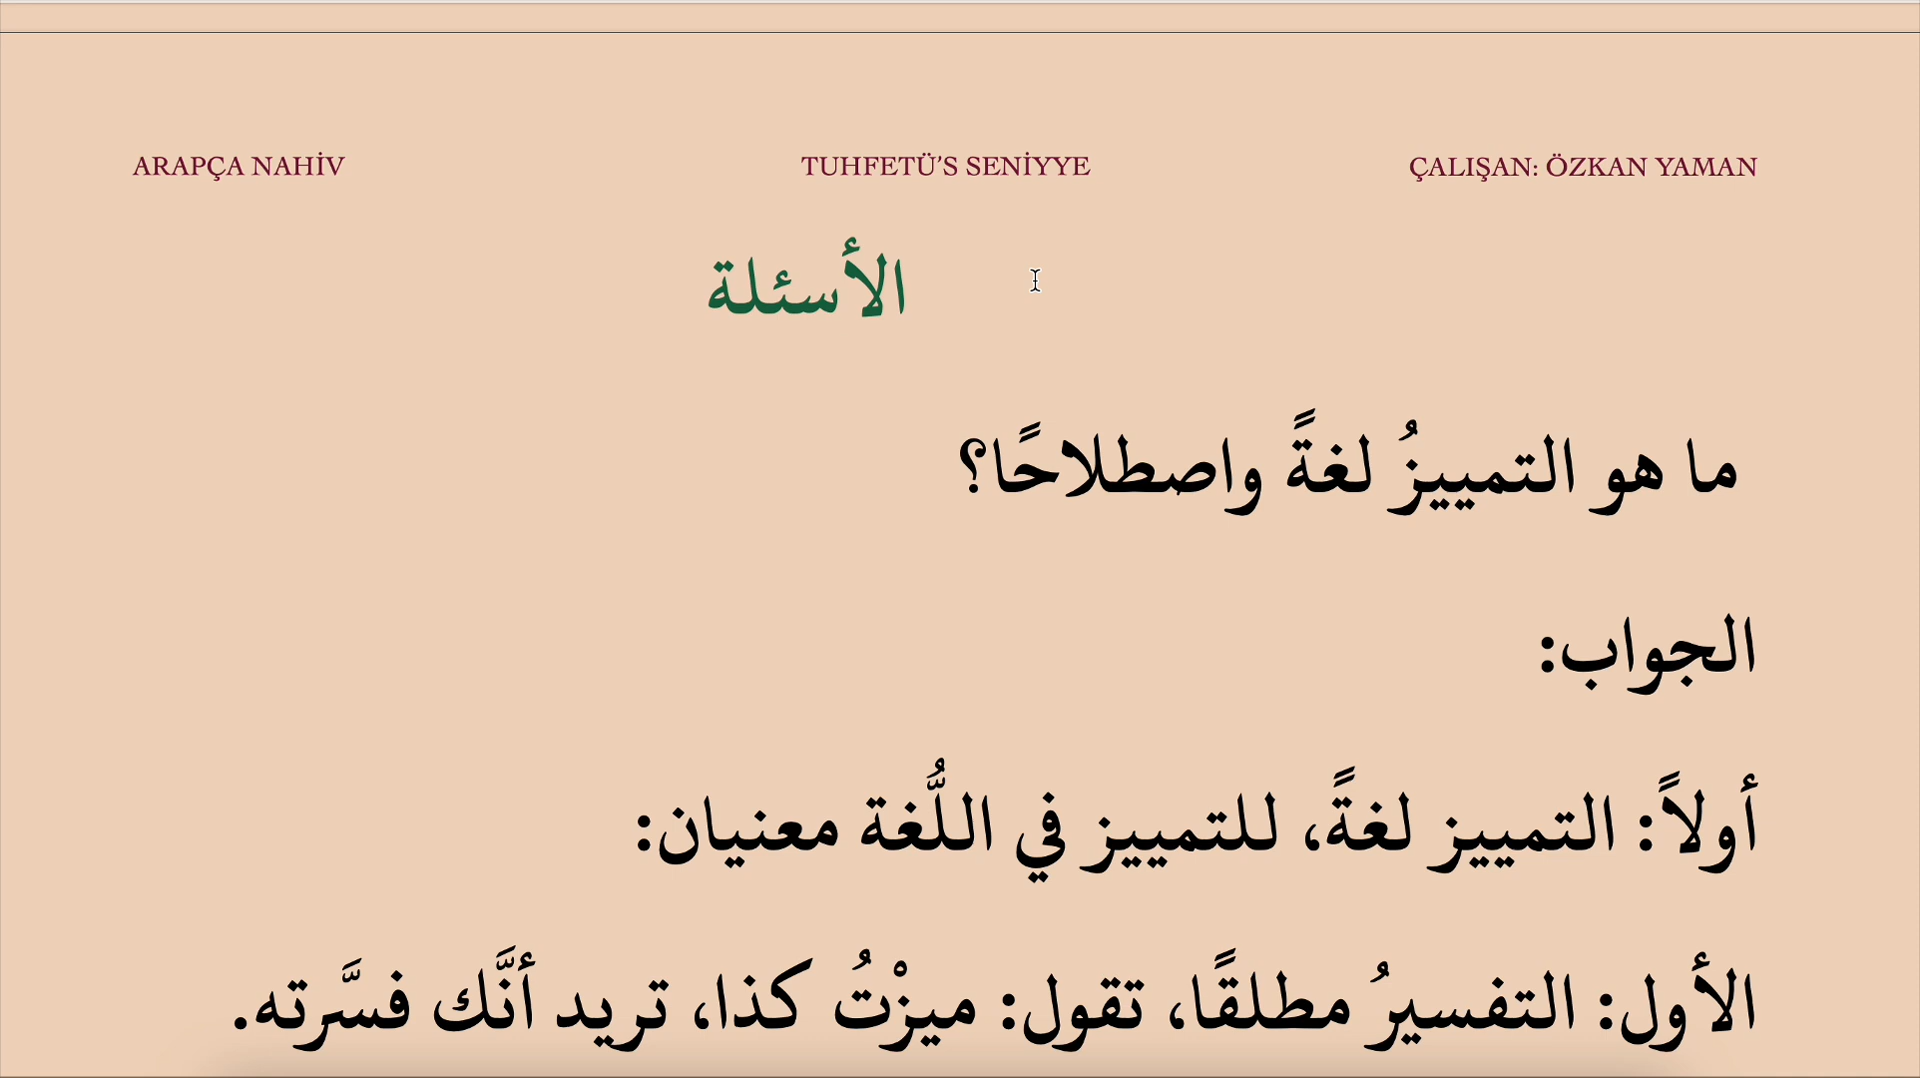 ARAPÇA NAHİV
TUHFETÜ’S SENİYYE
ÇALIŞAN: ÖZKAN YAMAN
الأسئلة
ما هو التمييزُ لغةً واصطلاحًا؟
الجواب:
أولاً: التمييز لغةً، للتمييز في اللُّغة معنيان:
الأول: التفسيرُ مطلقًا، تقول: ميزْتُ كذا، تريد أنَّك فسَّرته.